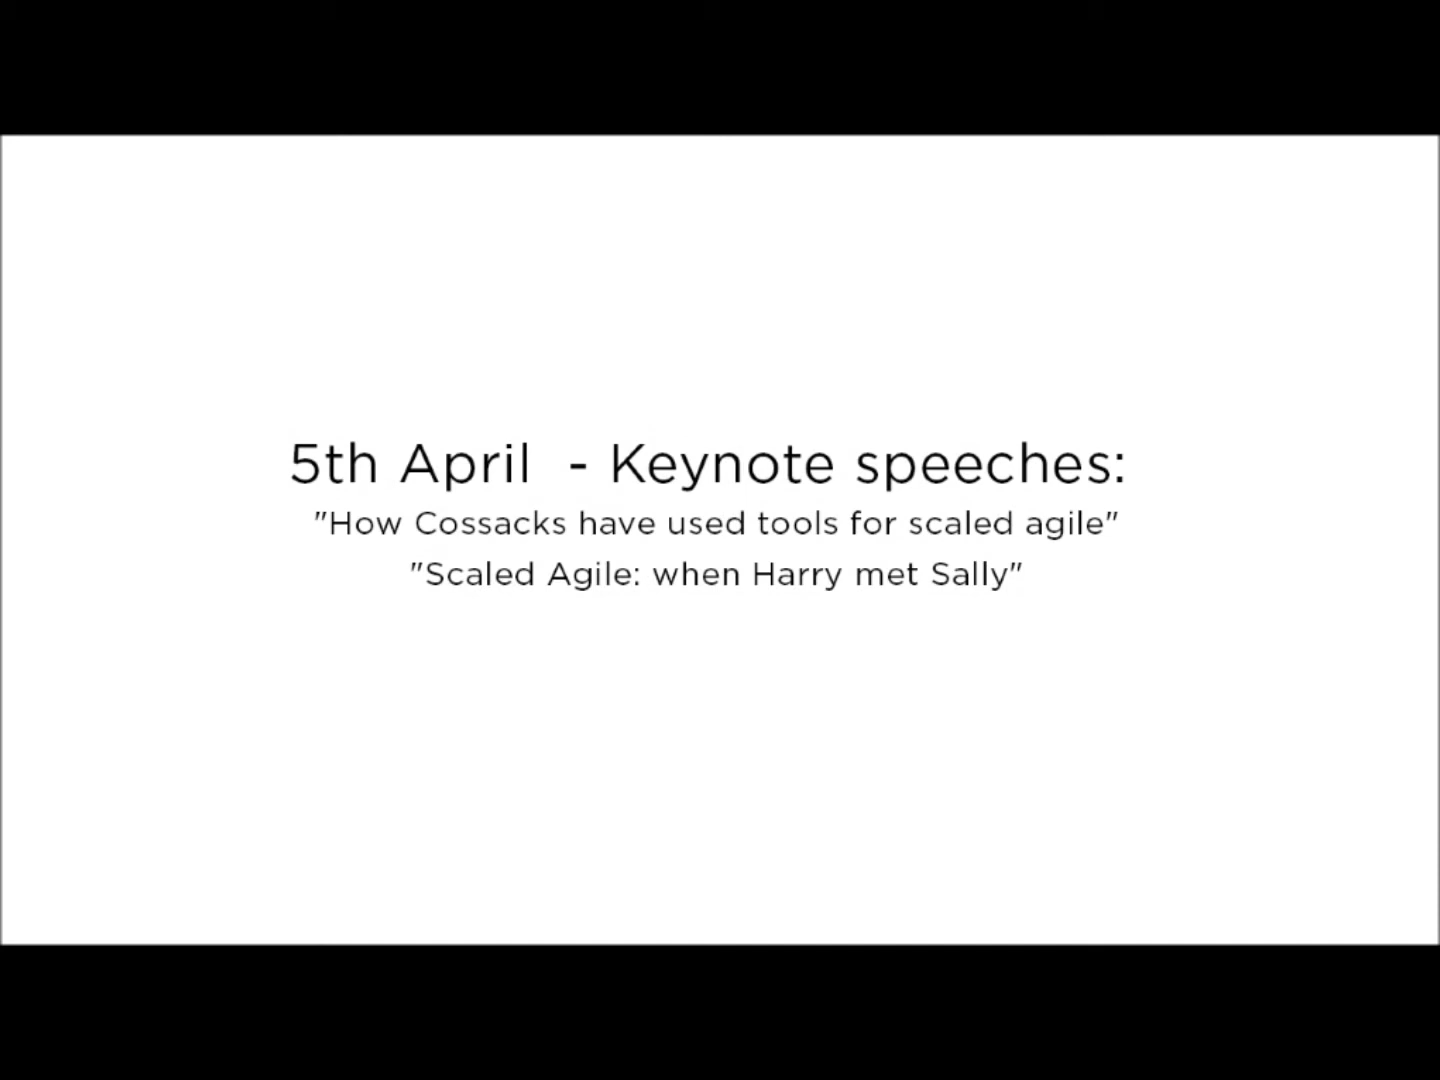 5th April  - Keynote speeches:
"How Cossacks have used tools for scaled agile"
"Scaled Agile: when Harry met Sally"